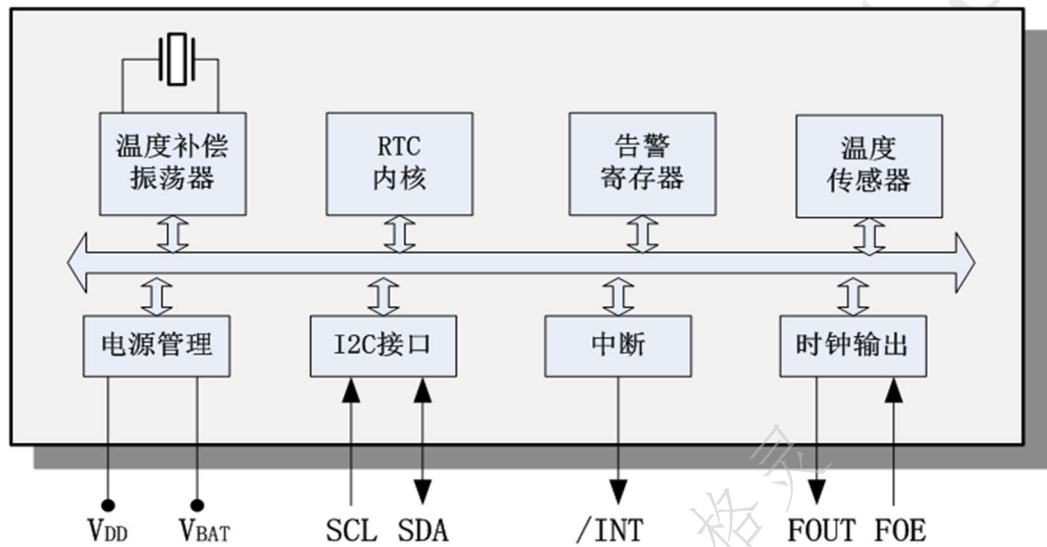 温度补偿
振荡器
RTC
内核
告警
寄存器
温度
传感器
电源管理
I2C接口
中断
时钟输出
VDD VBAT SCL SDA /INT FOUT FOE
格灵